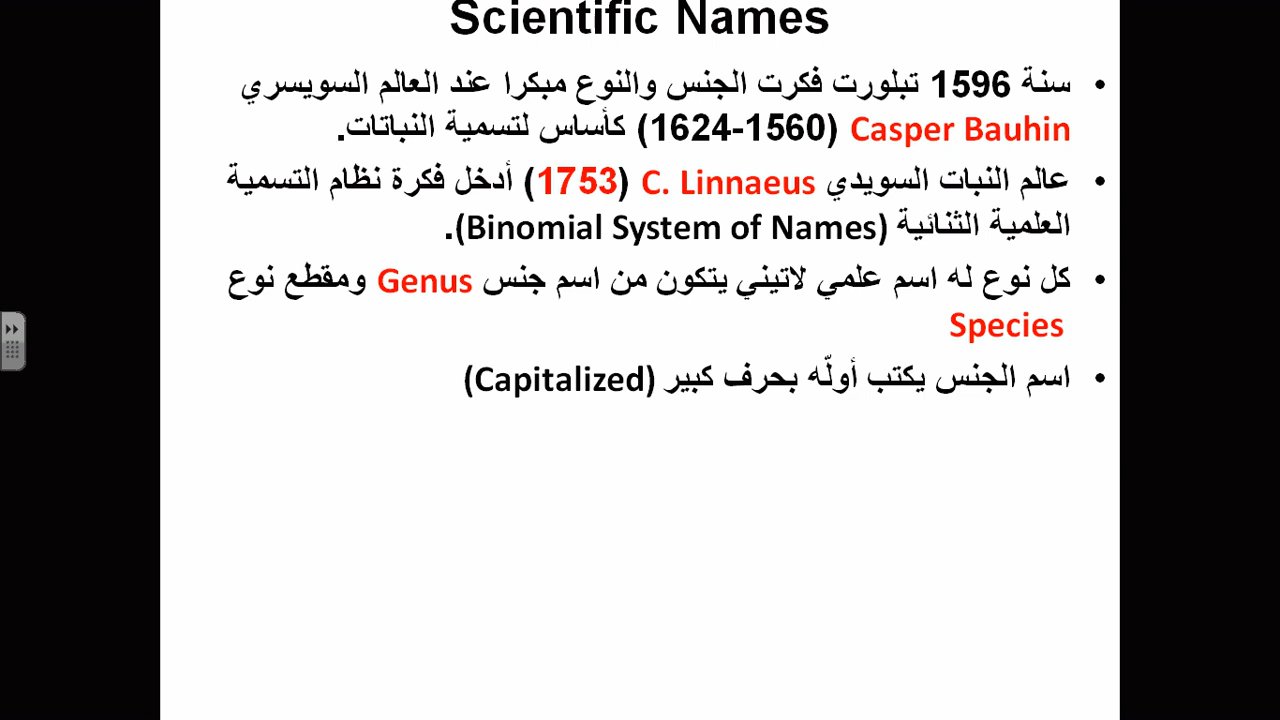 Scientific Names
• سنة 1596 تبلورت فكرت الجنس والنوع مبكرا عند العالم السويسري
Casper Bauhin (1560-1624) كأساس لتسمية النباتات.
• عالم النبات السويدي C. Linnaeus (1753) أدخل فكرة نظام التسمية
العلمية الثنائية (Binomial System of Names).
• كل نوع له اسم علمي لاتيني يتكون من اسم جنس Genus ومقطع نوع
Species
• اسم الجنس يكتب أولّه بحرف كبير (Capitalized)